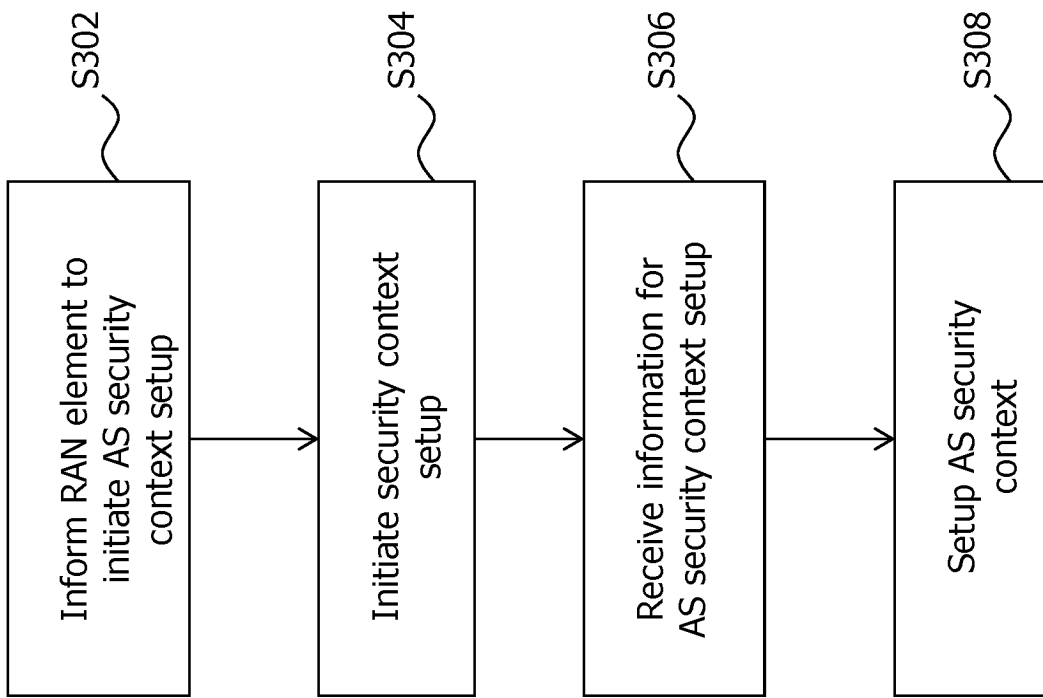 S302
Inform RAN element to
initiate AS security
context setup
S304
Initiate security context
setup
S306
Receive information for
AS security context setup
S308
Setup AS security
context